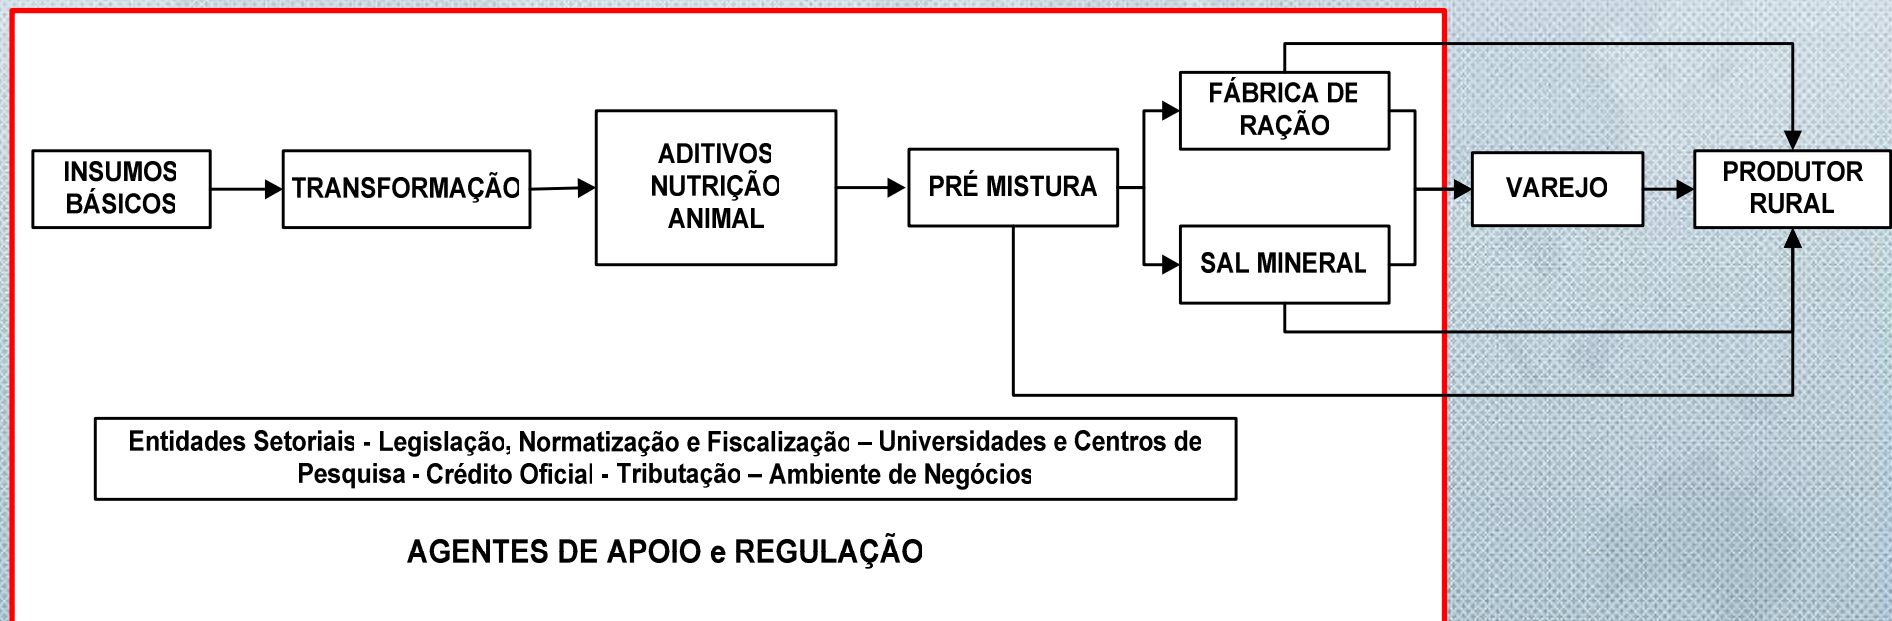 INSUMOS
BÁSICOS
TRANSFORMAÇÃO
ADITIVOS
NUTRIÇÃO
ANIMAL
PRÉ MISTURA
FÁBRICA DE
RAÇÃO
SAL MINERAL
VAREJO
PRODUTOR
RURAL
Entidades Setoriais - Legislação, Normatização e Fiscalização – Universidades e Centros de
Pesquisa - Crédito Oficial - Tributação – Ambiente de Negócios
AGENTES DE APOIO e REGULAÇÃO